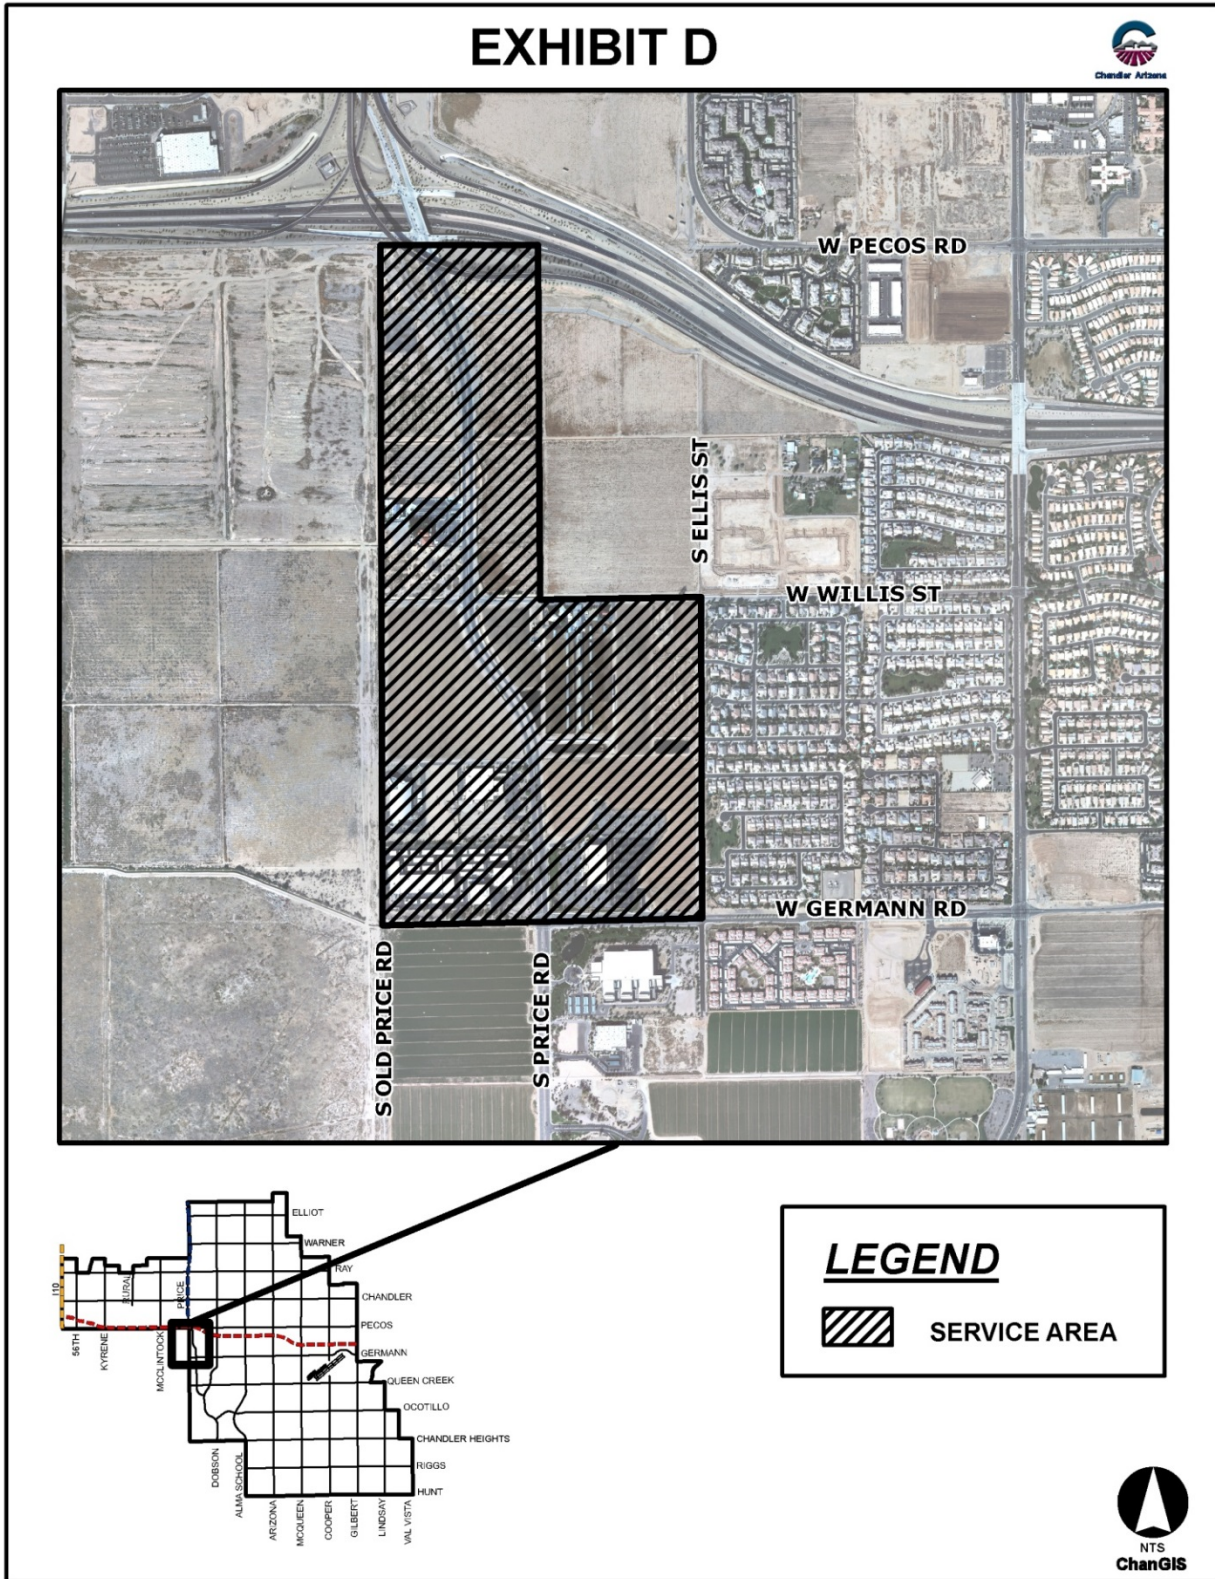 EXHIBIT D
Chandler Arizona
W PECOS RD
S ELLIS ST
W WILLIS ST
W GERMANN RD
S OLD PRICE RD
S PRICE RD
ELLIOT
WARNER
RAY
CHANDLER
PECOS
GERMANN
QUEEN CREEK
OCOTILLO
CHANDLER HEIGHTS
RIGGS
HUNT
I10
56TH
KYRENE
RURAL
MCCLINTOCK
PRICE
DOBSON
ALMA SCHOOL
ARIZONA
MCQUEEN
COOPER
GILBERT
LINDSAY
VAL VISTA
LEGEND
SERVICE AREA
NTS
ChanGIS